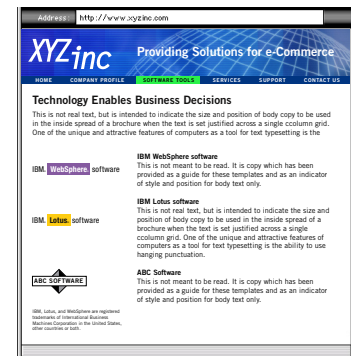 Address: http://www.xyzinc.com
XYZinc
Providing Solutions for e-Commerce
HOME COMPANY PROFILE SOFTWARE TOOLS SERVICES SUPPORT CONTACT US
Technology Enables Business Decisions
This is not real text, but is intended to indicate the size and position of body copy to be used
in the inside spread of a brochure when the text is set justified across a single ccolumn grid.
One of the unique and attractive features of computers as a tool for text typesetting is the
IBM. WebSphere. software
IBM WebSphere software
This is not meant to be read. It is copy which has been
provided as a guide for these templates and as an indicator
of style and position for body text only.
IBM. Lotus. software
IBM Lotus software
This is not real text, but is intended to indicate the size and
position of body copy to be used in the inside spread of a
brochure when the text is set justified across a single
ccolumn grid. One of the unique and attractive features of
computers as a tool for text typesetting is the ability to use
hanging punctuation.
ABC SOFTWARE
ABC Software
This is not meant to be read. It is copy which has been
provided as a guide for these templates and as an indicator
of style and position for body text only.
IBM, Lotus, and WebSphere are registered
trademarks of International Business
Machines Corporation in the United States,
other countries or both.